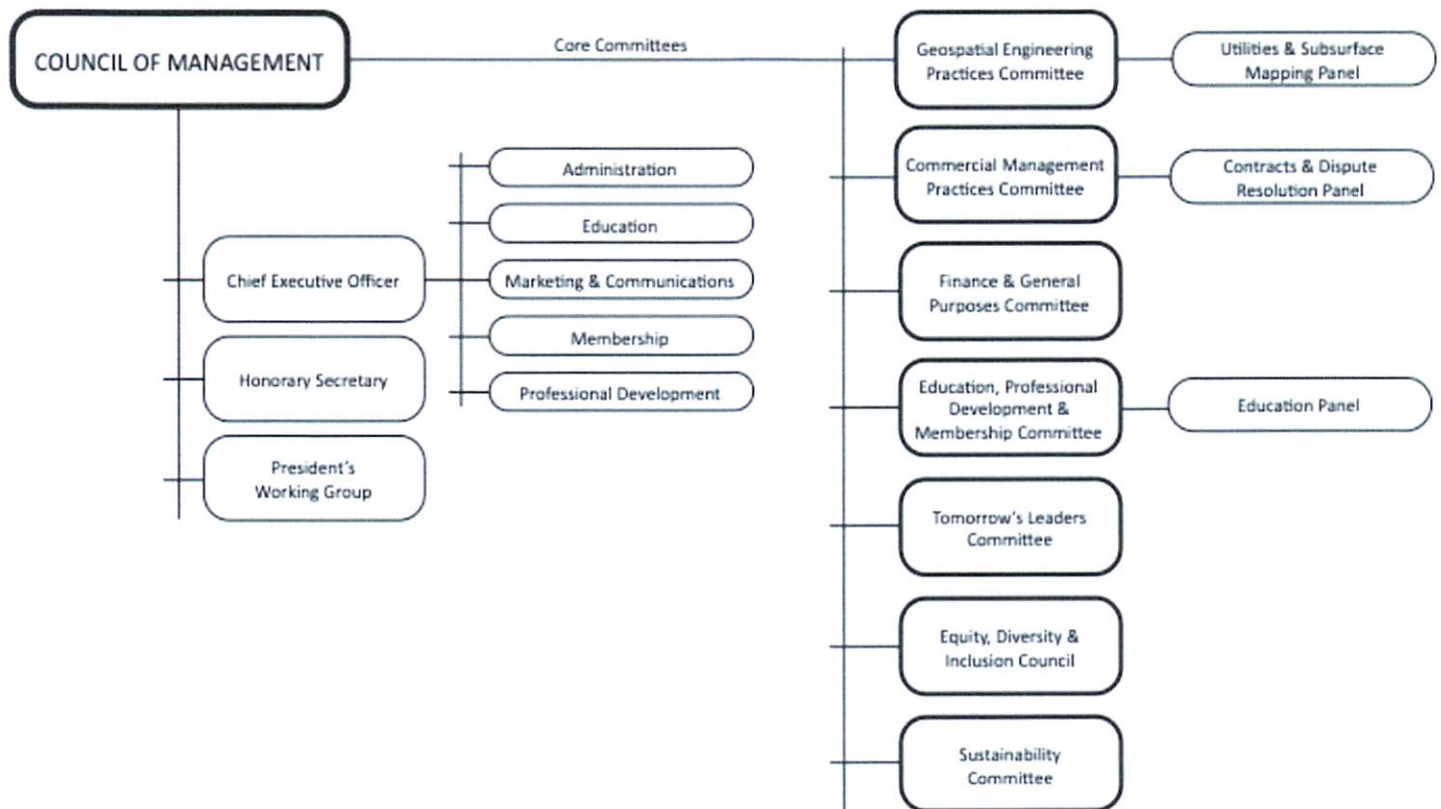 COUNCIL OF MANAGEMENT
Core Committees
Geospatial Engineering
Practices Committee
Utilities & Subsurface
Mapping Panel
Commercial Management
Practices Committee
Contracts & Dispute
Resolution Panel
Administration
Education
Chief Executive Officer
Marketing & Communications
Membership
Professional Development
Honorary Secretary
President's
Working Group
Finance & General
Purposes Committee
Education, Professional
Development &
Membership Committee
Education Panel
Tomorrow's Leaders
Committee
Equity, Diversity &
Inclusion Council
Sustainability
Committee